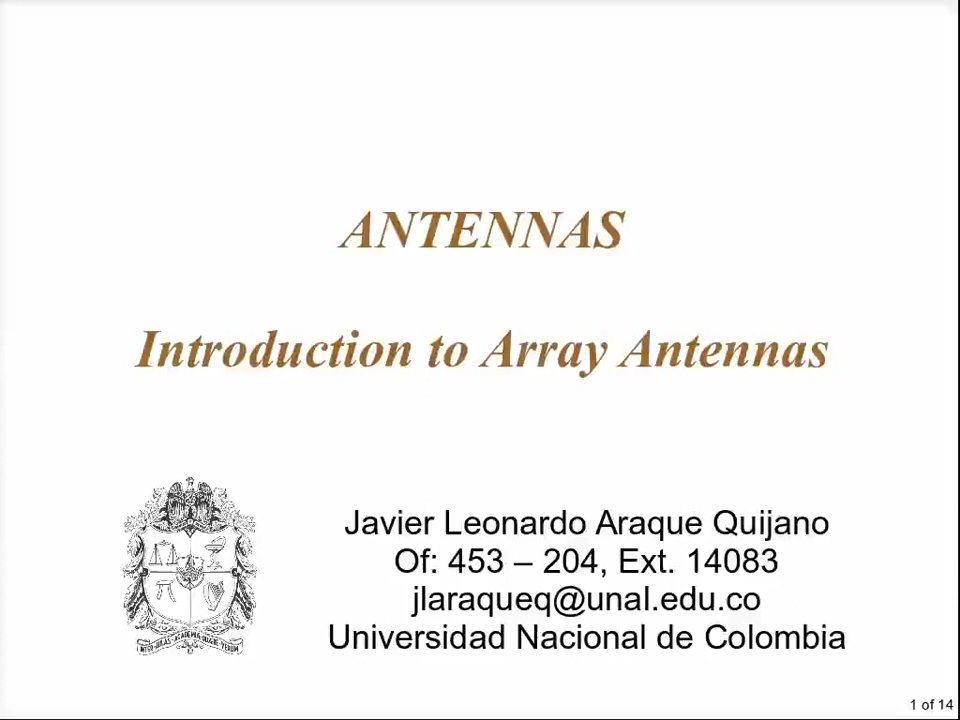 ANTENNAS
Introduction to Array Antennas
Javier Leonardo Araque Quijano
Of: 453 – 204, Ext. 14083
jlaraqueq@unal.edu.co
Universidad Nacional de Colombia
1 of 14